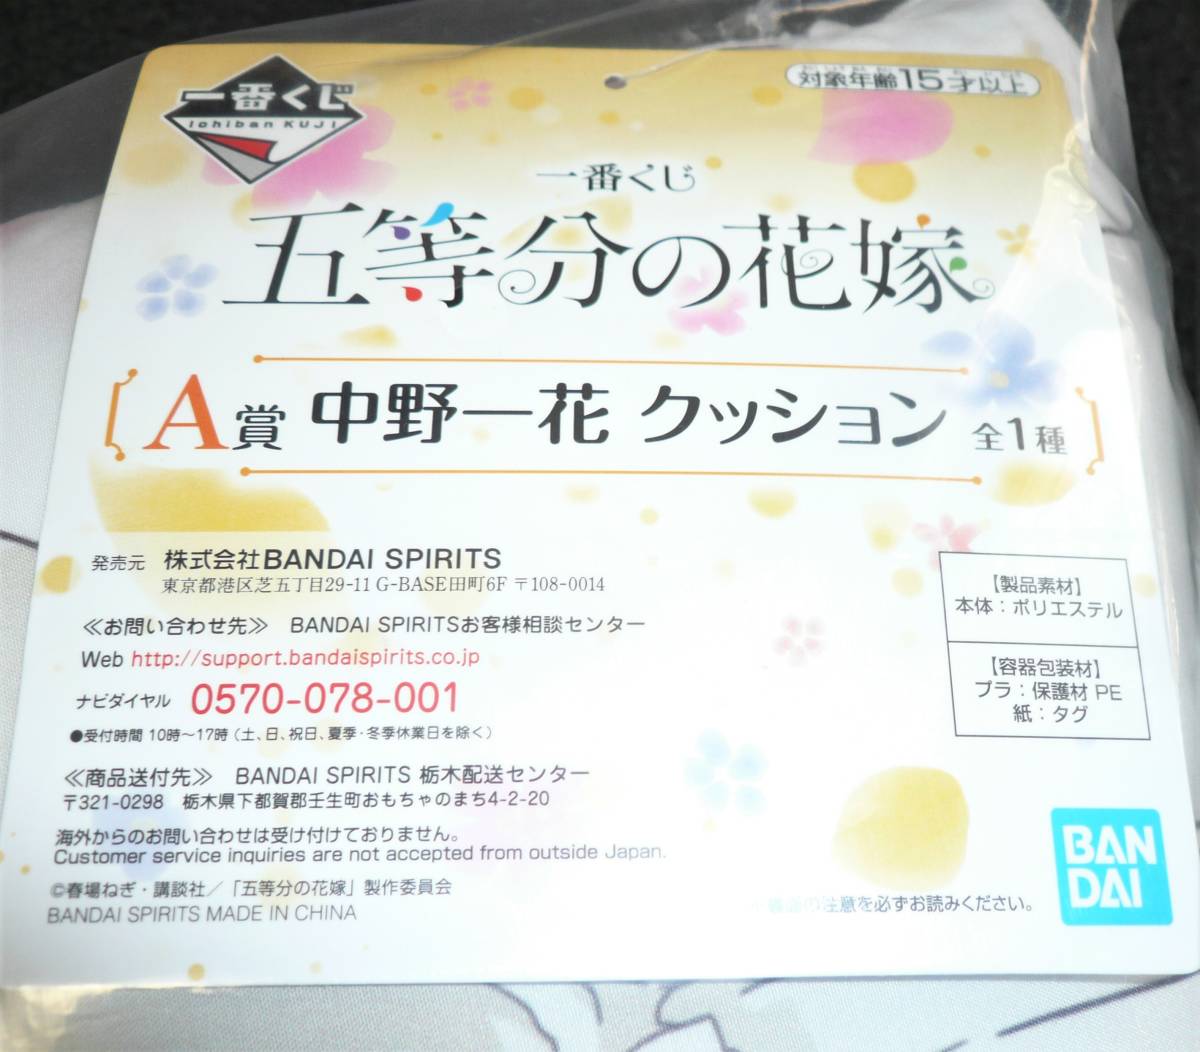 一番くじ
Ichiban KUJI
対象年齢15才以上
一番くじ
五等分の花嫁
A賞 中野一花 クッション 全1種
発売元 株式会社BANDAI SPIRITS
東京都港区芝五丁目29-11 G-BASE田町6F 〒108-0014
≪お問い合わせ先≫ BANDAI SPIRITSお客様相談センター
Web http://support.bandaispirits.co.jp
ナビダイヤル 0570-078-001
●受付時間 10時～17時（土、日、祝日、夏季・冬季休業日を除く）
≪商品送付先≫ BANDAI SPIRITS 栃木配送センター
〒321-0298 栃木県下都賀郡壬生町おもちゃのまち4-2-20
海外からのお問い合わせは受け付けておりません。
Customer service inquiries are not accepted from outside Japan.
©春場ねぎ・講談社／「五等分の花嫁」製作委員会
BANDAI SPIRITS MADE IN CHINA
【製品素材】
本体：ポリエステル
【容器包装材】
プラ：保護材 PE
紙：タグ
の注意を必ずお読みください。
BAN
DAI